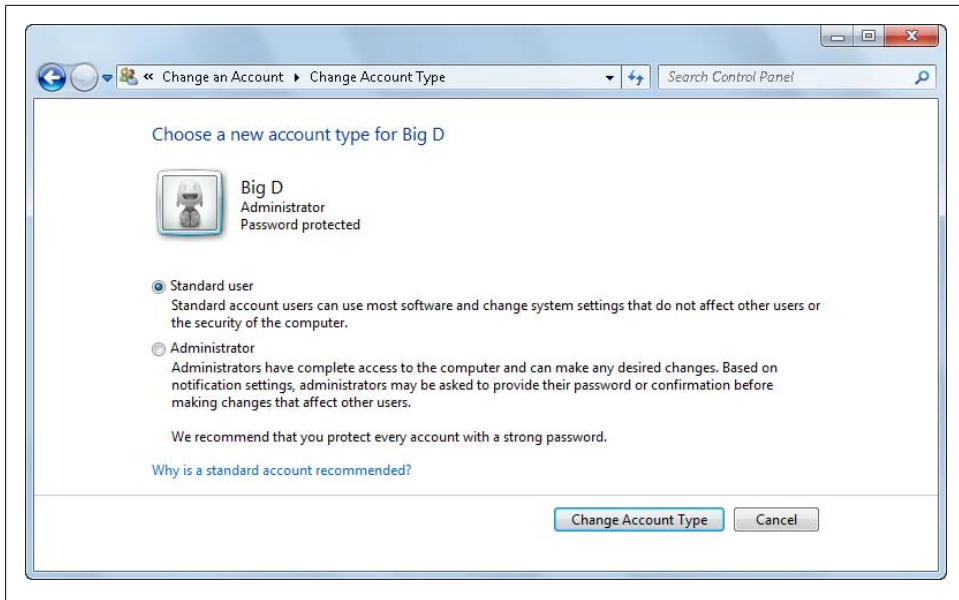 « Change an Account ▸ Change Account Type
Search Control Panel
Choose a new account type for Big D
Big D
Administrator
Password protected
Standard user
Standard account users can use most software and change system settings that do not affect other users or
the security of the computer.
Administrator
Administrators have complete access to the computer and can make any desired changes. Based on
notification settings, administrators may be asked to provide their password or confirmation before
making changes that affect other users.
We recommend that you protect every account with a strong password.
Why is a standard account recommended?
Change Account Type
Cancel